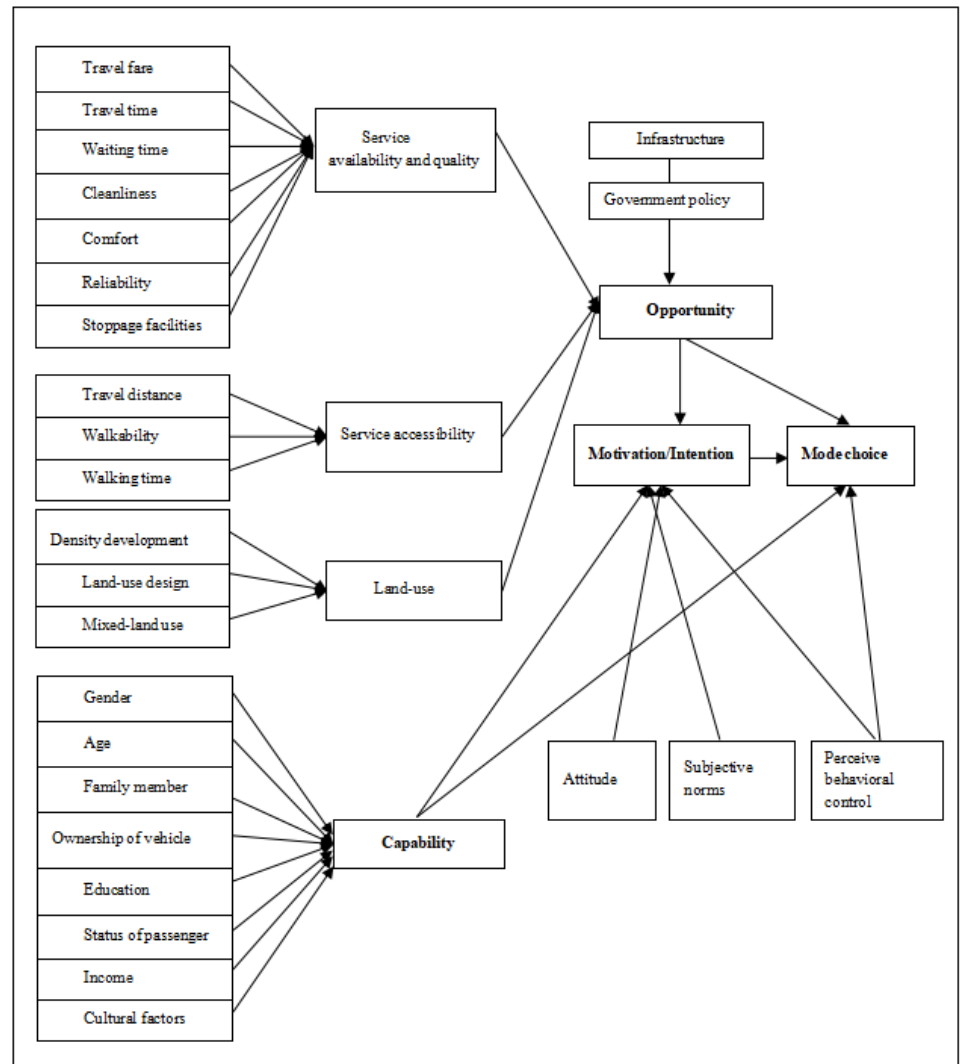 Travel fare
Travel time
Waiting time
Cleanliness
Comfort
Reliability
Stoppage facilities
Service
availability and quality
Infrastructure
Government policy
Opportunity
Travel distance
Walkability
Walking time
Service accessibility
Motivation/Intention
Mode choice
Density development
Land-use design
Mixed-land use
Land-use
Gender
Age
Family member
Ownership of vehicle
Education
Status of passenger
Income
Cultural factors
Capability
Attitude
Subjective
norms
Perceive
behavioral
control